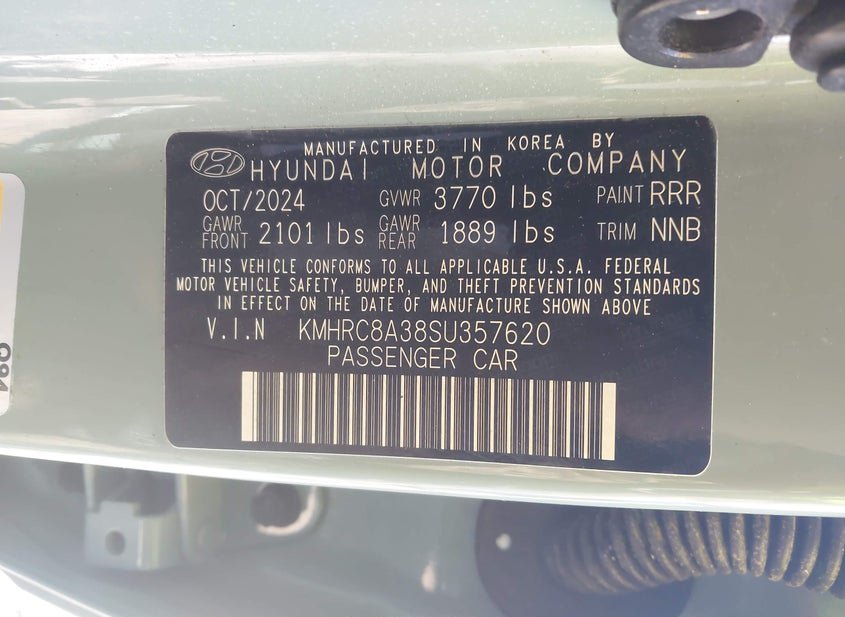 MANUFACTURED IN KOREA BY
HYUNDAI MOTOR COMPANY
OCT/2024 GVWR 3770 lbs PAINT RRR
GAWR FRONT 2101 lbs GAWR REAR 1889 lbs TRIM NNB
THIS VEHICLE CONFORMS TO ALL APPLICABLE U.S.A. FEDERAL
MOTOR VEHICLE SAFETY, BUMPER, AND THEFT PREVENTION STANDARDS
IN EFFECT ON THE DATE OF MANUFACTURE SHOWN ABOVE
V.I.N KMHRC8A38SU357620
PASSENGER CAR